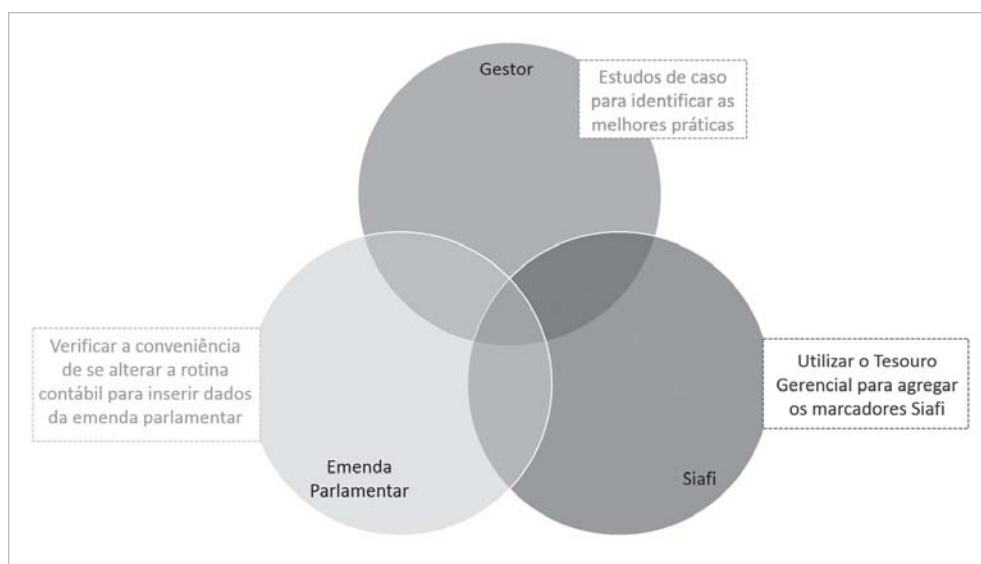 Gestor
Estudos de caso
para identificar as
melhores práticas
Verificar a conveniência
de se alterar a rotina
contábil para inserir dados
da emenda parlamentar
Utilizar o Tesouro
Gerencial para agregar
os marcadores Siafi
Emenda
Parlamentar
Siafi